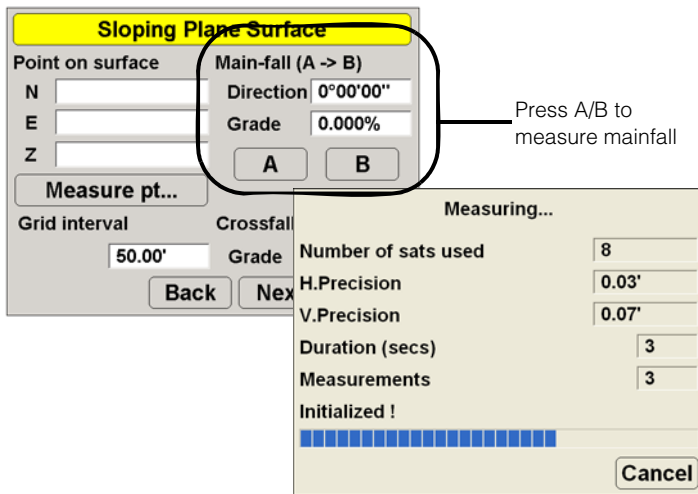 Sloping Plane Surface
Point on surface
Main-fall (A -> B)
N
Direction 0°00'00"
E
Grade 0.000%
Z
A B
Measure pt...
Grid interval
Crossfal
50.00'
Grade
Back Nex
Press A/B to
measure mainfall
Measuring...
Number of sats used 8
H.Precision 0.03'
V.Precision 0.07'
Duration (secs) 3
Measurements 3
Initialized !
Cancel